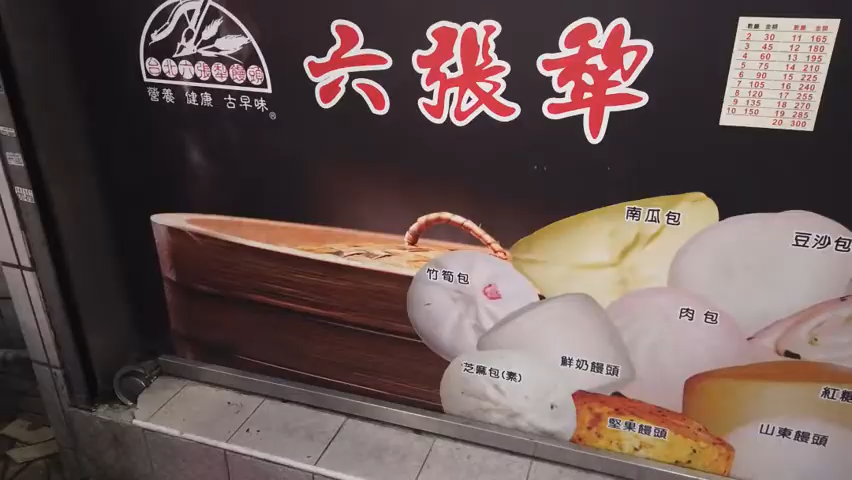 台北六張犁饅頭
營養 健康 古早味
®
六張犁
數量 金額 數量 金額
2 30 11 165
3 45 12 180
4 60 13 195
5 75 14 210
6 90 15 225
7 105 16 240
8 120 17 255
9 135 18 270
10 150 19 285
20 300
南瓜包
豆沙包
竹筍包
肉包
鮮奶饅頭
芝麻包(素)
紅糖
堅果饅頭
山東饅頭